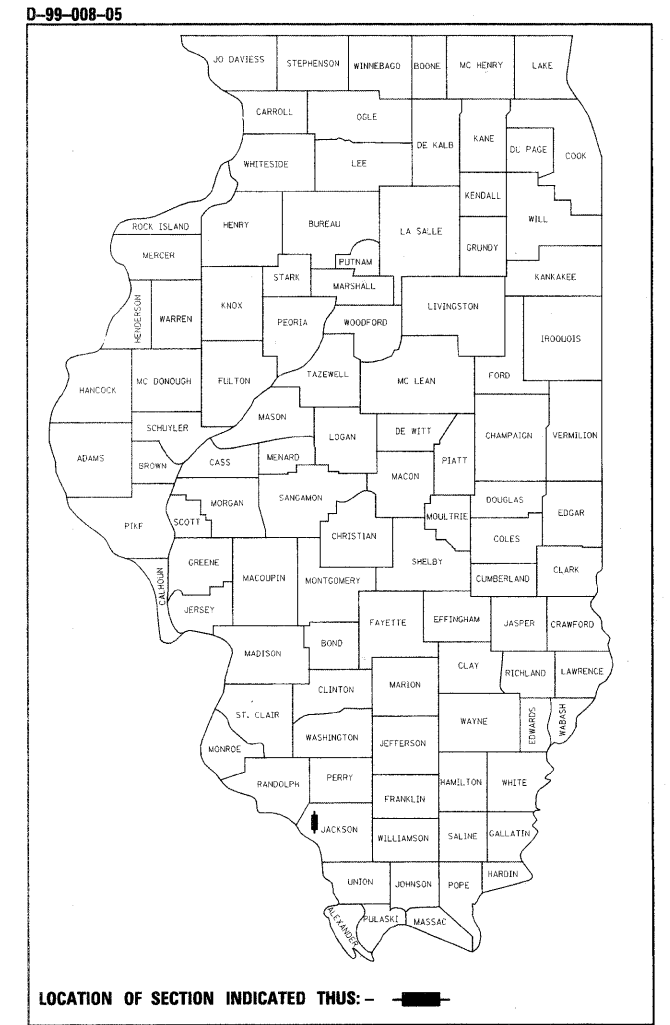 D-99-008-05
JO DAVIESS STEPHENSON WINNEBAGO BOONE MC HENRY LAKE
CARROLL OGLE
DE KALB KANE DU PAGE COOK
WHITESIDE LEE
KENDALL
WILL
ROCK ISLAND HENRY BUREAU LA SALLE
GRUNDY
MERCER PUTNAM
STARK MARSHALL KANKAKEE
HENDERSON WARREN KNOX PEORIA WOODFORD LIVINGSTON
IROQUOIS
HANCOCK MC DONOUGH FULTON TAZEWELL MC LEAN FORD
MASON
SCHUYLER LOGAN DE WITT CHAMPAIGN VERMILION
ADAMS BROWN CASS MENARD PIATT
MACON
PIKE SCOTT MORGAN SANGAMON DOUGLAS
MOULTRIE EDGAR
CHRISTIAN COLES
CALHOUN GREENE MACOUPIN MONTGOMERY SHELBY CLARK
CUMBERLAND
JERSEY
FAYETTE EFFINGHAM JASPER CRAWFORD
MADISON BOND
CLAY RICHLAND LAWRENCE
CLINTON MARION
ST. CLAIR WAYNE EDWARDS WABASH
MONROE WASHINGTON JEFFERSON
RANDOLPH PERRY HAMILTON WHITE
FRANKLIN
JACKSON WILLIAMSON SALINE GALLATIN
HARDIN
UNION JOHNSON POPE
ALEXANDER PULASKI MASSAC
LOCATION OF SECTION INDICATED THUS:-